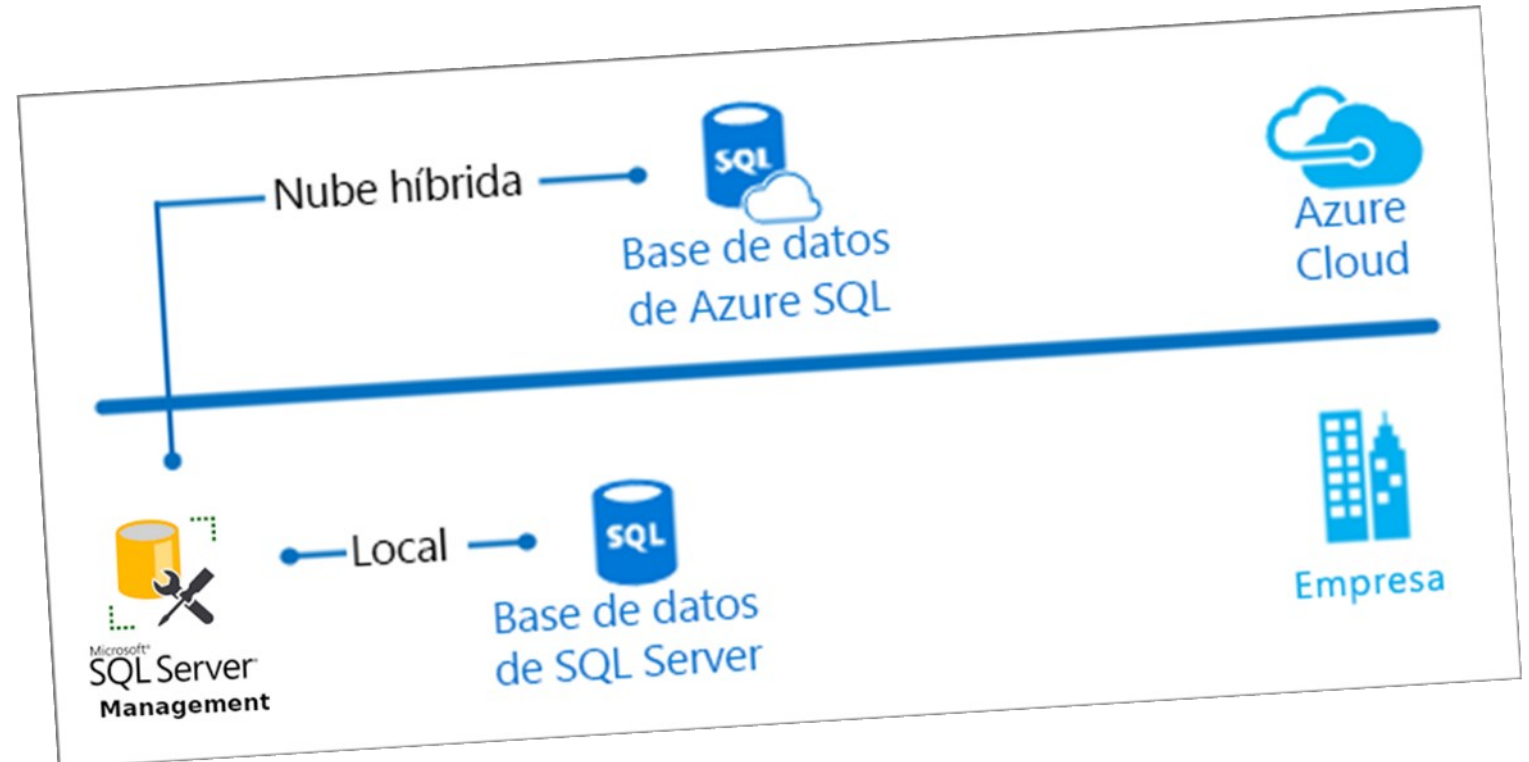 Nube híbrida
SQL
Base de datos
de Azure SQL
Azure
Cloud
Local
SQL
Base de datos
de SQL Server
Empresa
Microsoft®
SQL Server
Management